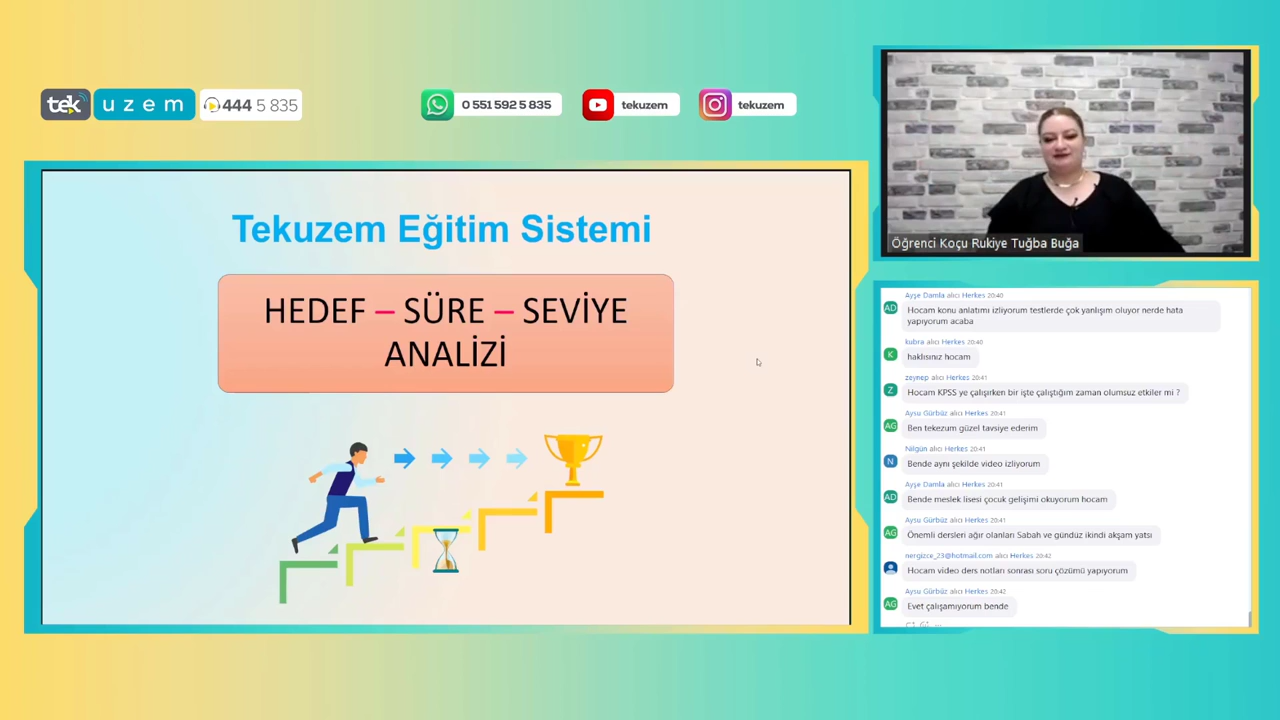 tek uzem 444 5 835
0 551 592 5 835
tekuzem
tekuzem
Tekuzem Eğitim Sistemi
HEDEF – SÜRE – SEVİYE
ANALİZİ
Öğrenci Koçu Rukiye Tuğba Buğa
Ayşe Damla alıcı Herkes 20:40
AD
Hocam konu anlatımı izliyorum testlerde çok yanlışım oluyor nerde hata
yapıyorum acaba
kübra alıcı Herkes 20:40
K
haklısınız hocam
zeynep alıcı Herkes 20:41
Z
Hocam KPSS ye çalışırken bir işte çalıştığım zaman olumsuz etkiler mi ?
Aysu Gürbüz alıcı Herkes 20:41
AG
Ben tekezum güzel tavsiye ederim
Nilgün alıcı Herkes 20:41
N
Bende aynı şekilde video izliyorum
Ayşe Damla alıcı Herkes 20:41
AD
Bende meslek lisesi çocuk gelişimi okuyorum hocam
Aysu Gürbüz alıcı Herkes 20:41
AG
Önemli dersleri ağır olanları Sabah ve gündüz ikindi akşam yatsı
nergizce_23@hotmail.com alıcı Herkes 20:42
Hocam video ders notları sonrası soru çözümü yapıyorum
Aysu Gürbüz alıcı Herkes 20:42
AG
Evet çalışamıyorum bende